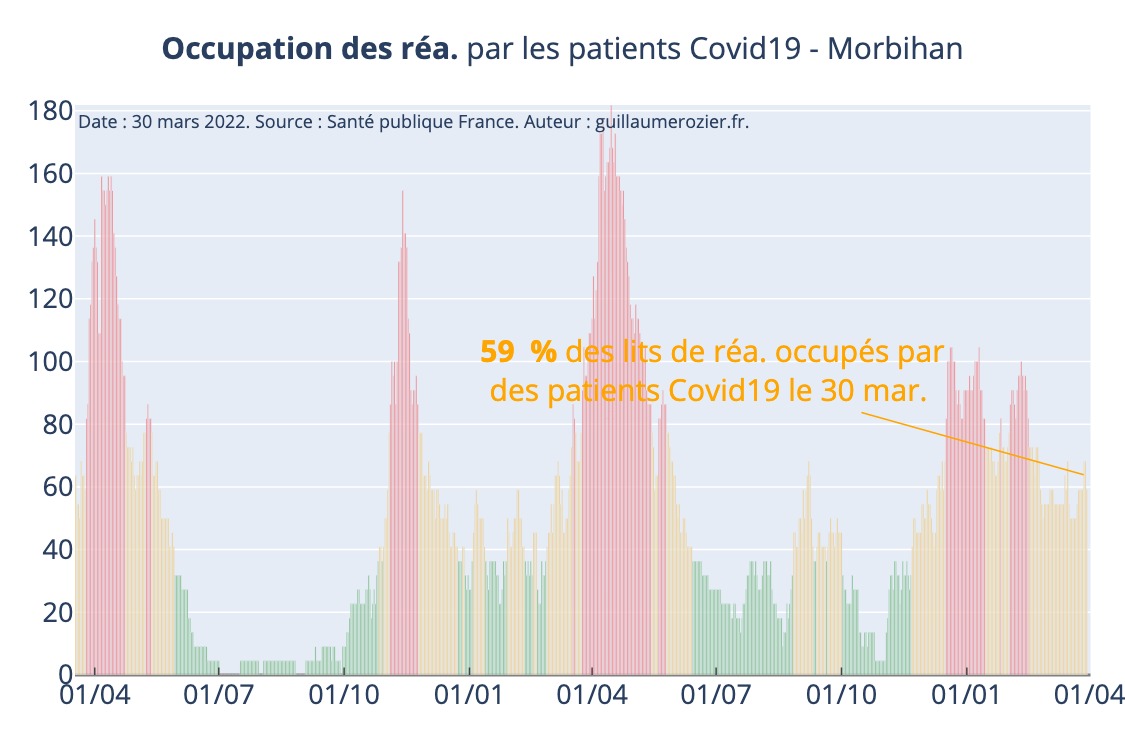 Occupation des réa. par les patients Covid19 - Morbihan
180
Date : 30 mars 2022. Source : Santé publique France. Auteur : guillaumerozier.fr.
160
140
120
100
59 % des lits de réa. occupés par
des patients Covid19 le 30 mar.
80
60
40
20
0
01/04 01/07 01/10 01/01 01/04 01/07 01/10 01/01 01/04